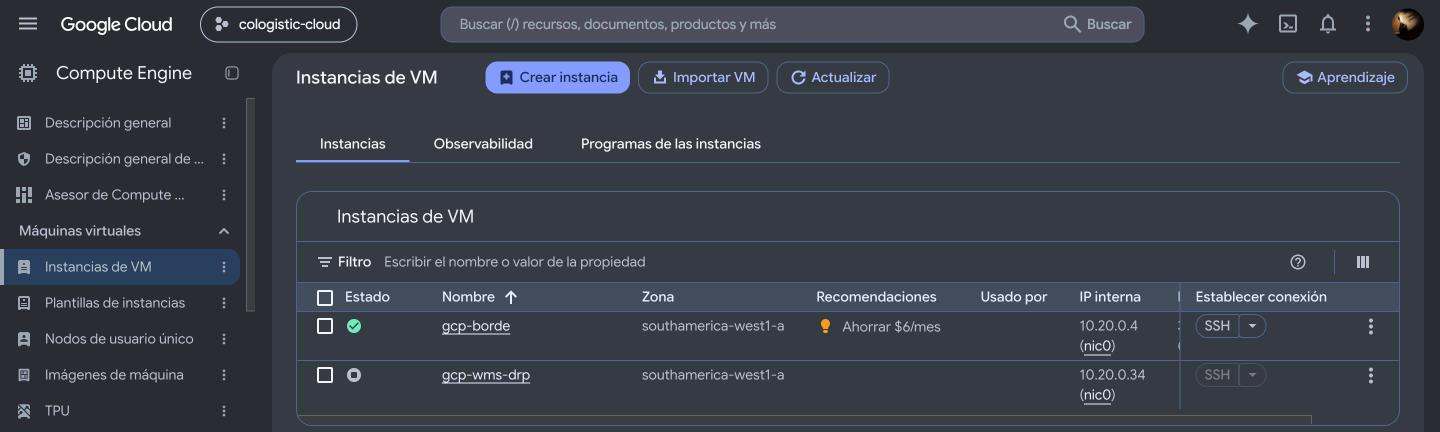 Google Cloud
cologistic-cloud
Buscar (/) recursos, documentos, productos y más
Buscar
Compute Engine
Instancias de VM
Crear instancia
Importar VM
Actualizar
Aprendizaje
Descripción general
Descripción general de ...
Asesor de Compute ...
Máquinas virtuales
Instancias de VM
Plantillas de instancias
Nodos de usuario único
Imágenes de máquina
TPU
Instancias
Observabilidad
Programas de las instancias
Instancias de VM
Filtro Escribir el nombre o valor de la propiedad
Estado Nombre Zona Recomendaciones Usado por IP interna Establecer conexión
gcp-borde southamerica-west1-a Ahorrar $6/mes 10.20.0.4 SSH
(nic0)
gcp-wms-drp southamerica-west1-a 10.20.0.34 SSH
(nic0)